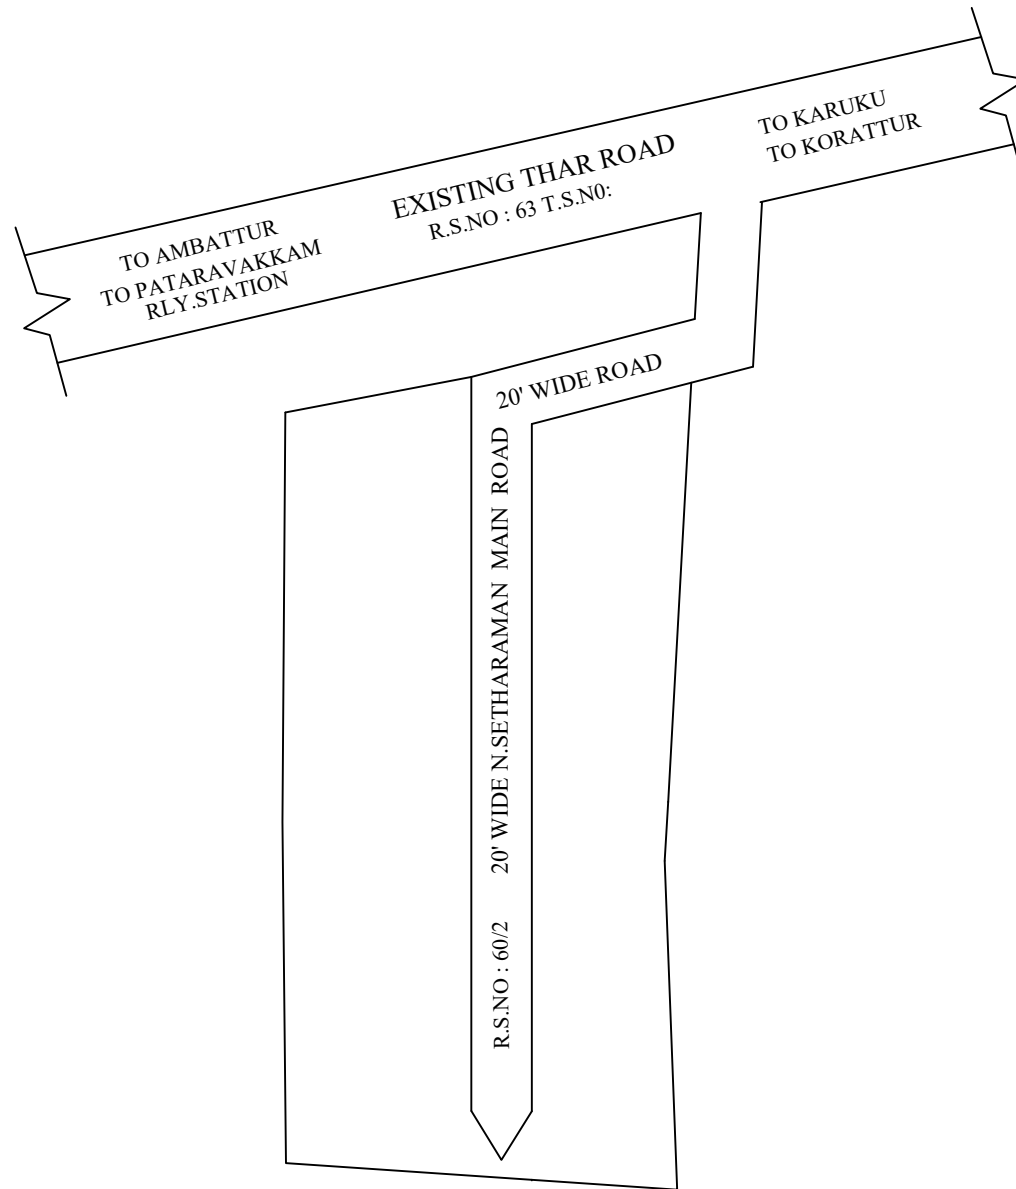 TO KARUKU
TO KORATTUR
EXISTING THAR ROAD
R.S.NO : 63 T.S.N0:
TO AMBATTUR
TO PATARAVAKKAM
RLY.STATION
20' WIDE ROAD
R.S.NO : 60/2 20' WIDE N.SETHARAMAN MAIN ROAD